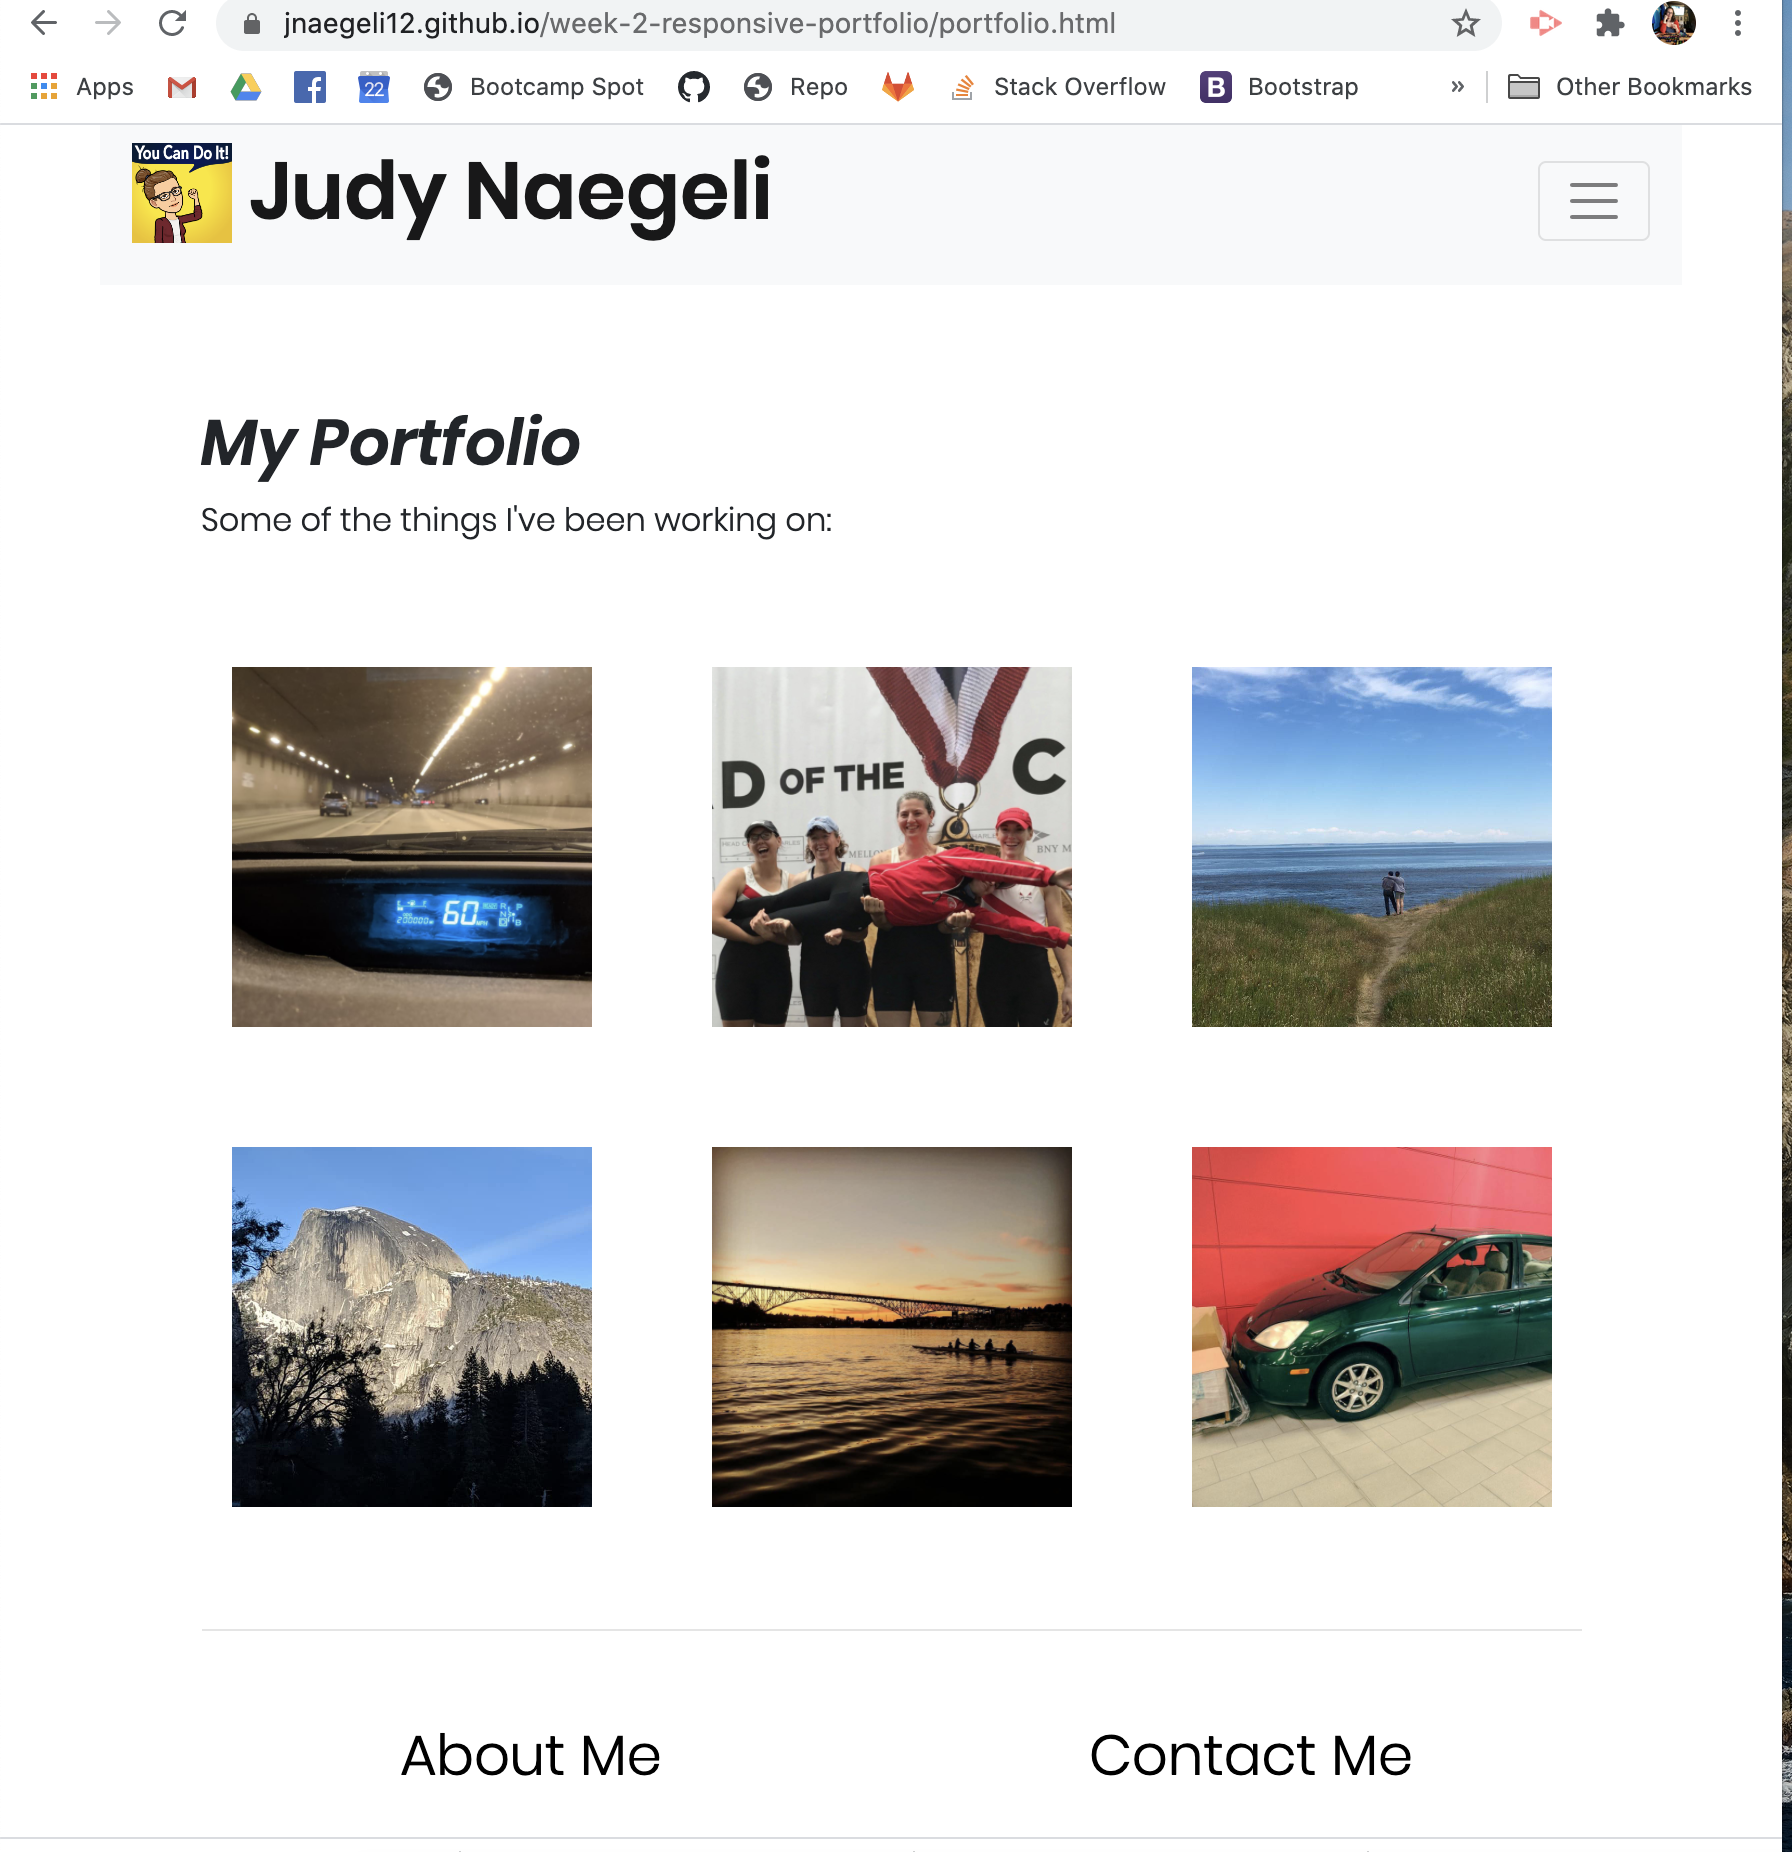 jnaegeli12.github.io/week-2-responsive-portfolio/portfolio.html
Apps
22
Bootcamp Spot
Repo
Stack Overflow
B
Bootstrap
»
Other Bookmarks
You Can Do It!
Judy Naegeli
My Portfolio
Some of the things I've been working on:
200000
60
D OF THE C
BNY M
About Me
Contact Me